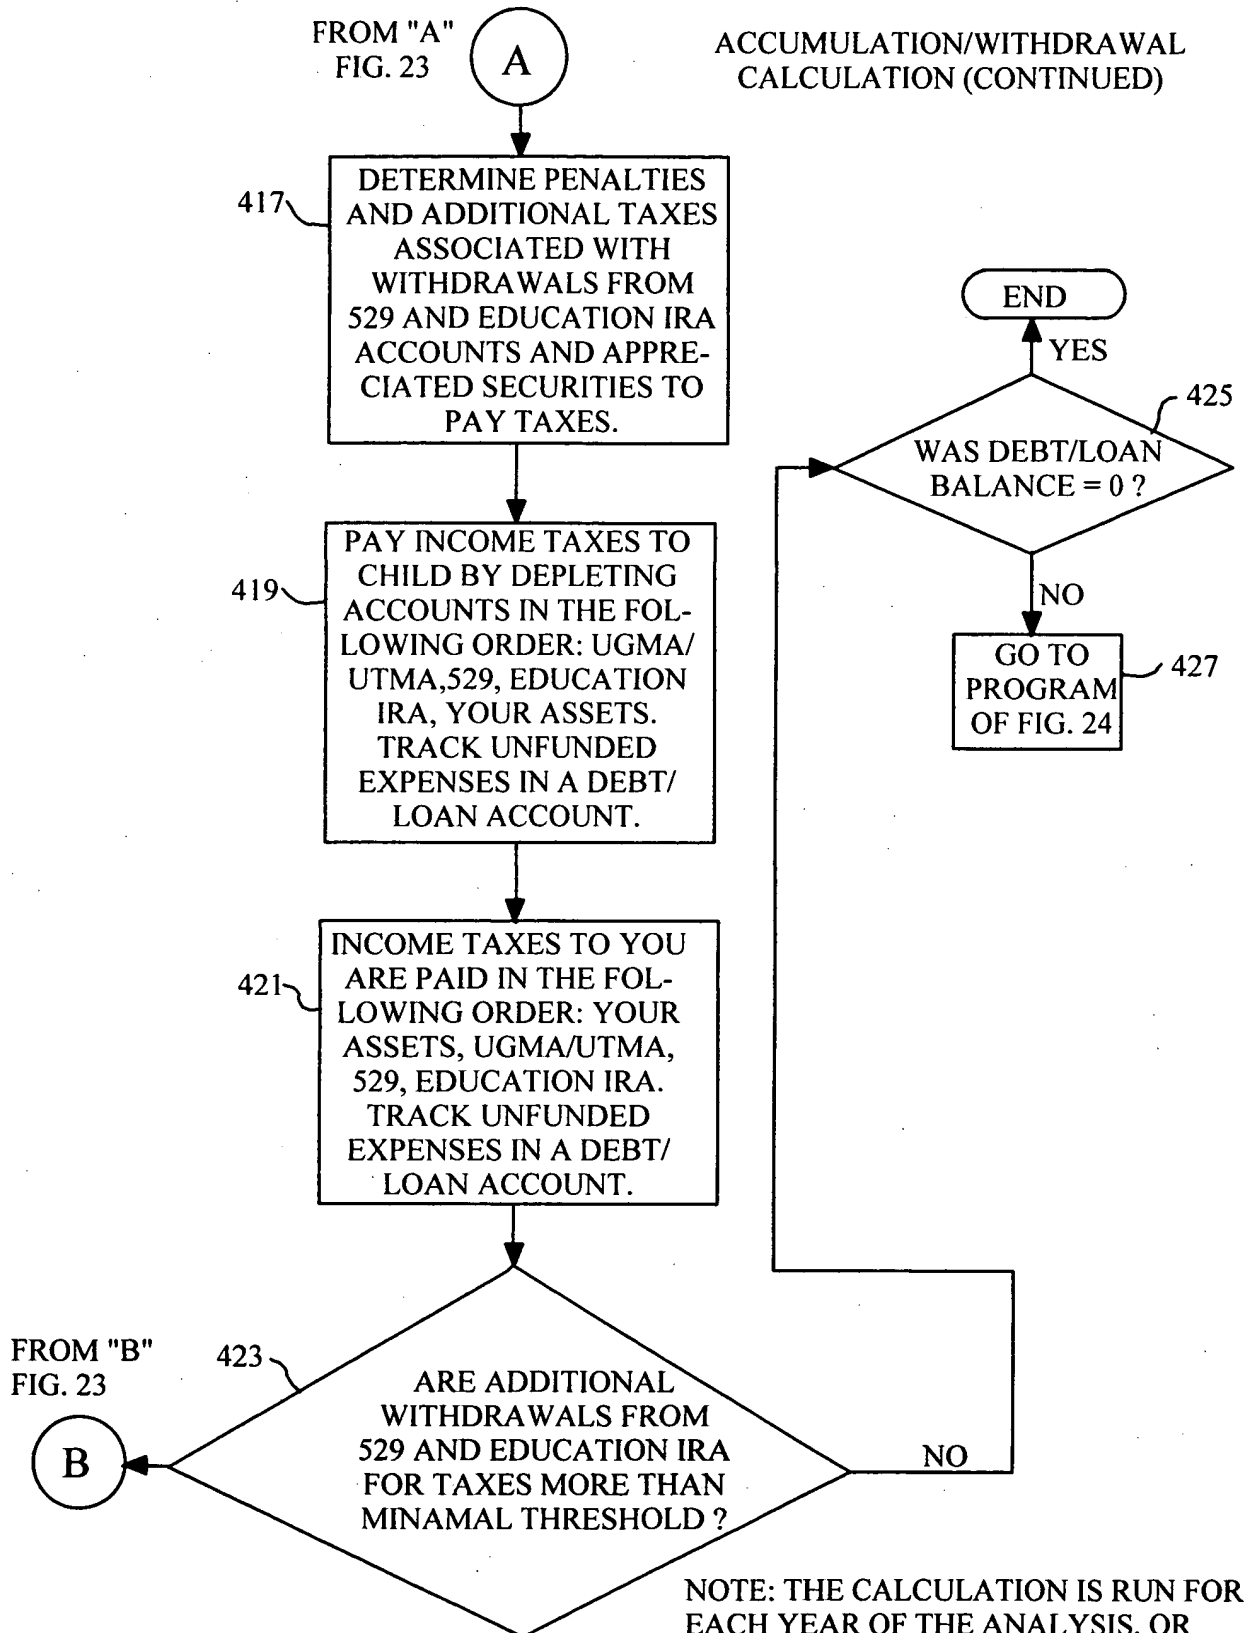 FROM "A"
FIG. 23
A
ACCUMULATION/WITHDRAWAL
CALCULATION (CONTINUED)
417
DETERMINE PENALTIES
AND ADDITIONAL TAXES
ASSOCIATED WITH
WITHDRAWALS FROM
529 AND EDUCATION IRA
ACCOUNTS AND APPRE-
CIATED SECURITIES TO
PAY TAXES.
419
PAY INCOME TAXES TO
CHILD BY DEPLETING
ACCOUNTS IN THE FOL-
LOWING ORDER: UGMA/
UTMA,529, EDUCATION
IRA, YOUR ASSETS.
TRACK UNFUNDED
EXPENSES IN A DEBT/
LOAN ACCOUNT.
421
INCOME TAXES TO YOU
ARE PAID IN THE FOL-
LOWING ORDER: YOUR
ASSETS, UGMA/UTMA,
529, EDUCATION IRA.
TRACK UNFUNDED
EXPENSES IN A DEBT/
LOAN ACCOUNT.
FROM "B"
FIG. 23
B
423
ARE ADDITIONAL
WITHDRAWALS FROM
529 AND EDUCATION IRA
FOR TAXES MORE THAN
MINAMAL THRESHOLD ?
NO
END
YES
425
WAS DEBT/LOAN
BALANCE = 0 ?
NO
GO TO
PROGRAM
OF FIG. 24
427
NOTE: THE CALCULATION IS RUN FOR
EACH YEAR OF THE ANALYSIS, OR